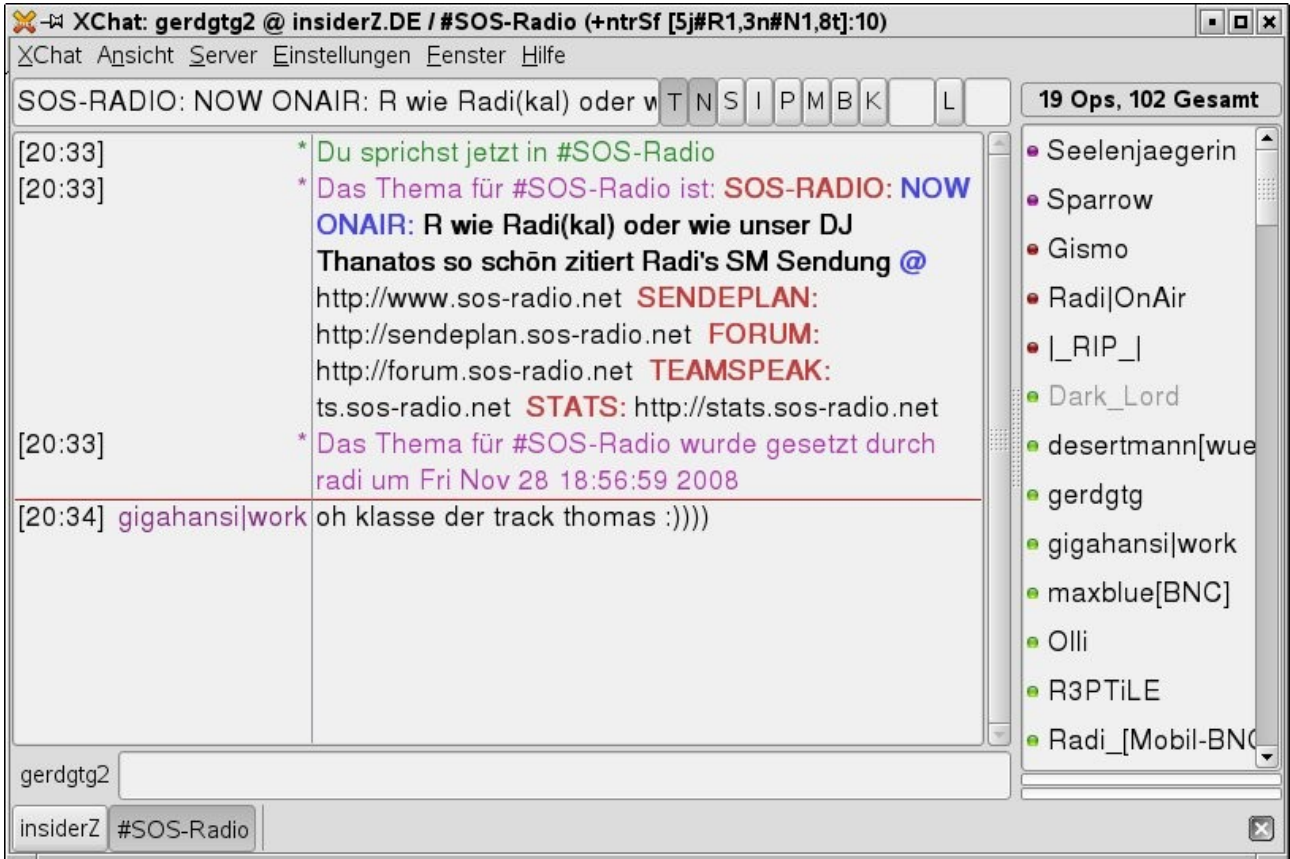 XChat: gerdgtg2 @ insiderZ.DE / #SOS-Radio (+ntrSf [5j#R1,3n#N1,8t]:10)
XChat Ansicht Server Einstellungen Fenster Hilfe
SOS-RADIO: NOW ONAIR: R wie Radi(kal) oder w T N S I P M B K L
19 Ops, 102 Gesamt
[20:33] * Du sprichst jetzt in #SOS-Radio
[20:33] * Das Thema für #SOS-Radio ist: SOS-RADIO: NOW
ONAIR: R wie Radi(kal) oder wie unser DJ
Thanatos so schön zitiert Radi's SM Sendung @
http://www.sos-radio.net SENDEPLAN:
http://sendeplan.sos-radio.net FORUM:
http://forum.sos-radio.net TEAMSPEAK:
ts.sos-radio.net STATS: http://stats.sos-radio.net
[20:33] * Das Thema für #SOS-Radio wurde gesetzt durch
radi um Fri Nov 28 18:56:59 2008
[20:34] gigahansi|work oh klasse der track thomas :))))
Seelenjaegerin
Sparrow
Gismo
Radi|OnAir
|_RIP_|
Dark_Lord
desertmann[wue
gerdgtg
gigahansi|work
maxblue[BNC]
Olli
R3PTiLE
Radi_[Mobil-BNC
gerdgtg2
insiderZ #SOS-Radio